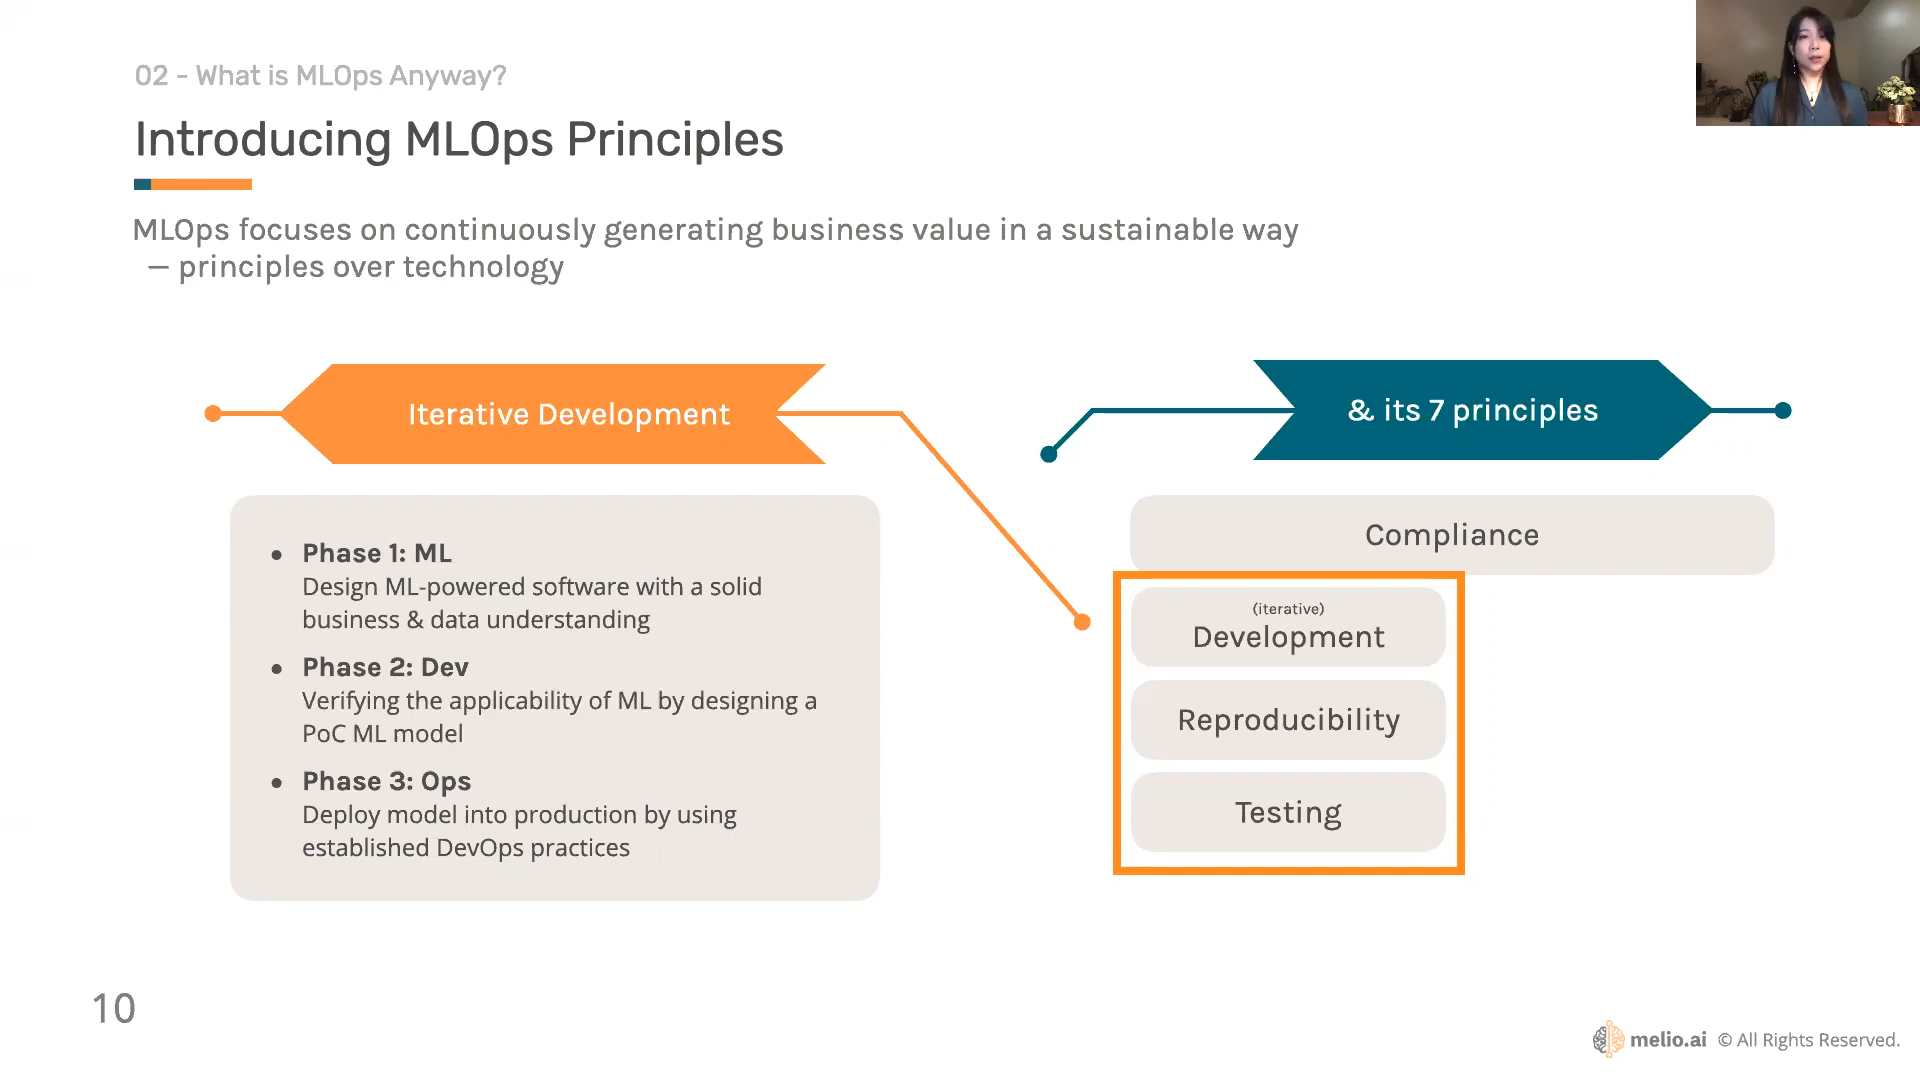 02 - What is MLOps Anyway?
Introducing MLOps Principles
MLOps focuses on continuously generating business value in a sustainable way
— principles over technology
Iterative Development
• Phase 1: ML
Design ML-powered software with a solid
business & data understanding
• Phase 2: Dev
Verifying the applicability of ML by designing a
PoC ML model
• Phase 3: Ops
Deploy model into production by using
established DevOps practices
& its 7 principles
Compliance
(iterative)
Development
Reproducibility
Testing
10
melio.ai © All Rights Reserved.